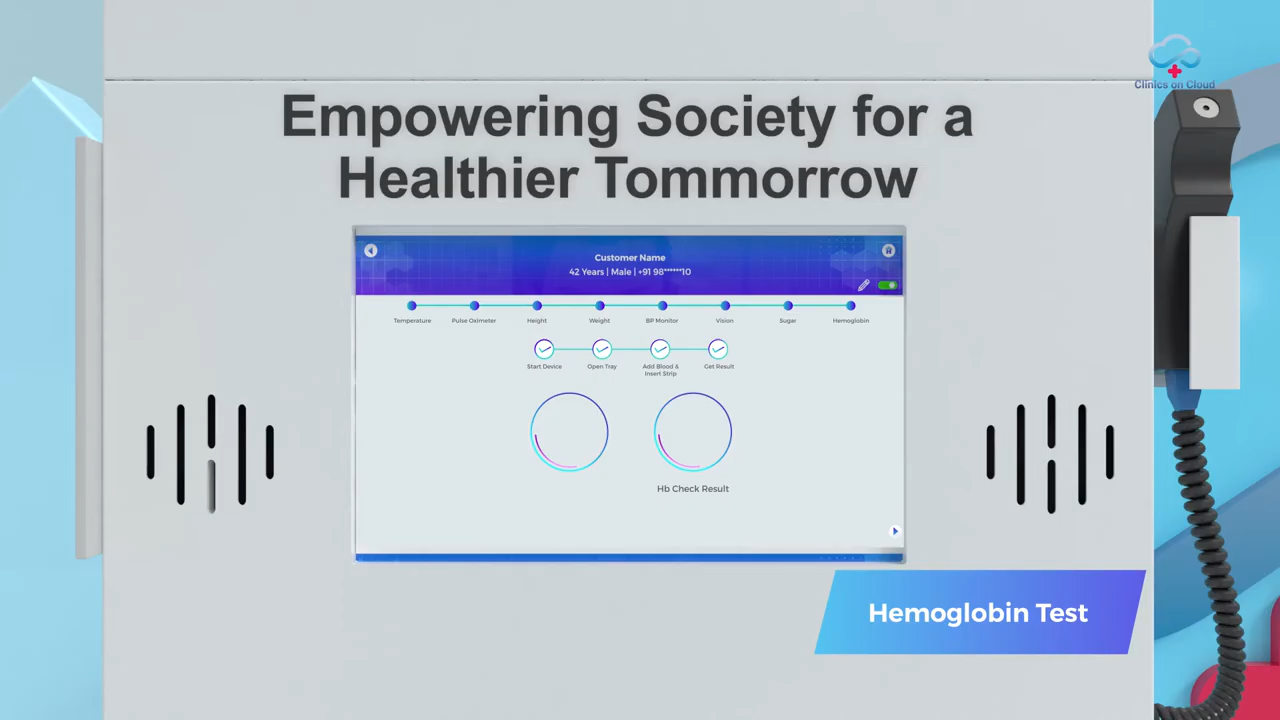 Clinics on Cloud
Empowering Society for a
Healthier Tommorrow
Customer Name
42 Years | Male | +91 98******10
Temperature
Pulse Oximeter
Height
Weight
BP Monitor
Vision
Sugar
Hemoglobin
Start Device
Open Tray
Add Blood &
Insert Strip
Get Result
Hb Check Result
Hemoglobin Test